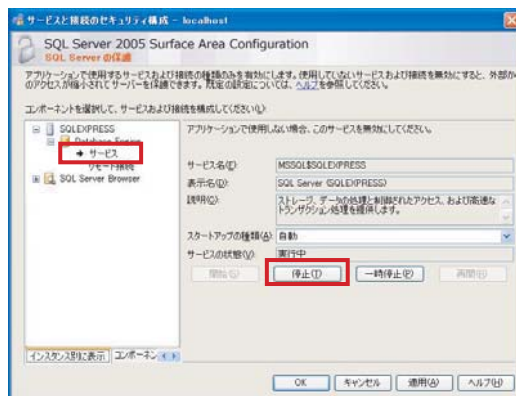 サービスと接続のセキュリティ構成 - localhost
SQL Server 2005 Surface Area Configuration
SQL Server の保護
アプリケーションで使用するサービスおよび接続の種類のみを有効にします。使用していないサービスおよび接続を無効にすると、外部か
のアクセスが縮小されてサーバーを保護できます。既定の設定については、ヘルプを参照してください。
コンポーネントを選択して、サービスおよび接続を構成してください(L):
SQLEXPRESS
Database Engine
サービス
リモート接続
SQL Server Browser
アプリケーションで使用しない場合、このサービスを無効にしてください。
サービス名(E): MSSQL$SQLEXPRESS
表示名(D): SQL Server (SQLEXPRESS)
説明(C): ストレージ、データの処理と制御されたアクセス、および高速な
トランザクション処理を提供します。
スタートアップの種類(A): 自動
サービスの状態(V): 実行中
開始(S) 停止(T) 一時停止(P) 再開(R)
インスタンス別に表示 コンポーネン
OK キャンセル 適用(A) ヘルプ(H)